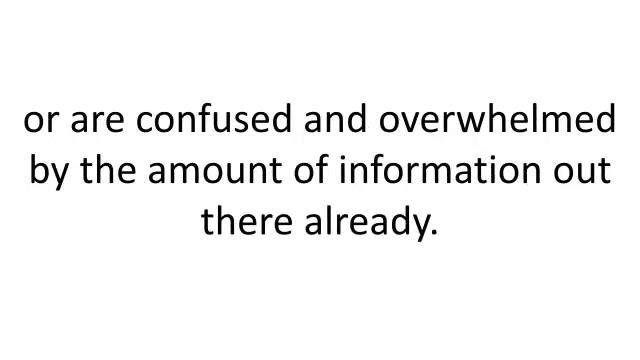 or are confused and overwhelmed
by the amount of information out
there already.